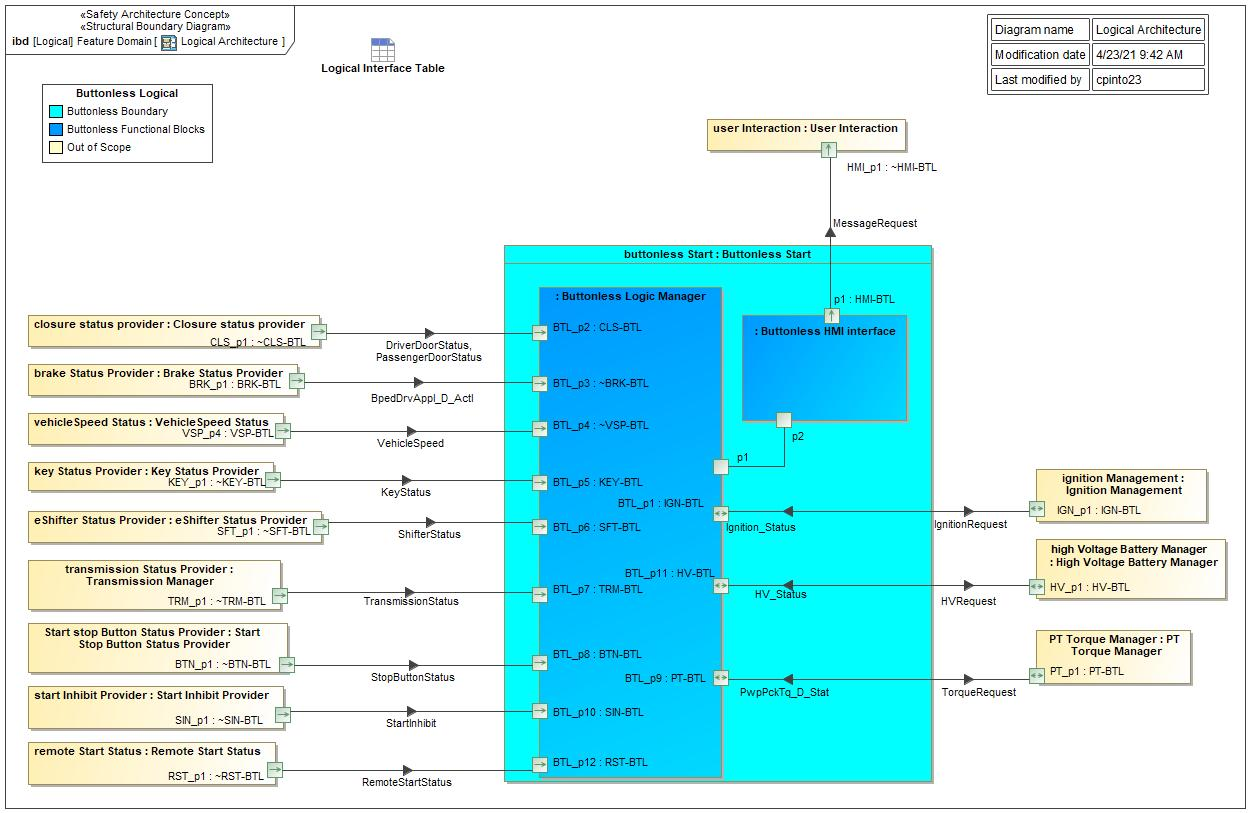 «Safety Architecture Concept»
«Structural Boundary Diagram»
ibd [Logical] Feature Domain [ Logical Architecture ]
Logical Interface Table
Diagram name Logical Architecture
Modification date 4/23/21 9:42 AM
Last modified by cpinto23
Buttonless Logical
Buttonless Boundary
Buttonless Functional Blocks
Out of Scope
user Interaction : User Interaction
HMI_p1 : ~HMI-BTL
MessageRequest
buttonless Start : Buttonless Start
: Buttonless Logic Manager
p1 : HMI-BTL
: Buttonless HMI interface
p2
p1
closure status provider : Closure status provider
CLS_p1 : ~CLS-BTL
DriverDoorStatus,
PassengerDoorStatus
BTL_p2 : CLS-BTL
brake Status Provider : Brake Status Provider
BRK_p1 : BRK-BTL
BpedDrvAppl_D_Actl
BTL_p3 : ~BRK-BTL
vehicleSpeed Status : VehicleSpeed Status
VSP_p4 : VSP-BTL
VehicleSpeed
BTL_p4 : ~VSP-BTL
key Status Provider : Key Status Provider
KEY_p1 : ~KEY-BTL
KeyStatus
BTL_p5 : KEY-BTL
eShifter Status Provider : eShifter Status Provider
SFT_p1 : ~SFT-BTL
ShifterStatus
BTL_p6 : SFT-BTL
transmission Status Provider :
Transmission Manager
TRM_p1 : ~TRM-BTL
TransmissionStatus
BTL_p7 : TRM-BTL
Start stop Button Status Provider : Start
Stop Button Status Provider
BTN_p1 : ~BTN-BTL
StopButtonStatus
BTL_p8 : BTN-BTL
start Inhibit Provider : Start Inhibit Provider
SIN_p1 : ~SIN-BTL
StartInhibit
BTL_p10 : SIN-BTL
remote Start Status : Remote Start Status
RST_p1 : ~RST-BTL
RemoteStartStatus
BTL_p12 : RST-BTL
BTL_p1 : IGN-BTL
Ignition_Status
IgnitionRequest
ignition Management :
Ignition Management
IGN_p1 : IGN-BTL
BTL_p11 : HV-BTL
HV_Status
HVRequest
high Voltage Battery Manager
: High Voltage Battery Manager
HV_p1 : HV-BTL
BTL_p9 : PT-BTL
PwpPckTq_D_Stat
TorqueRequest
PT Torque Manager : PT
Torque Manager
PT_p1 : PT-BTL